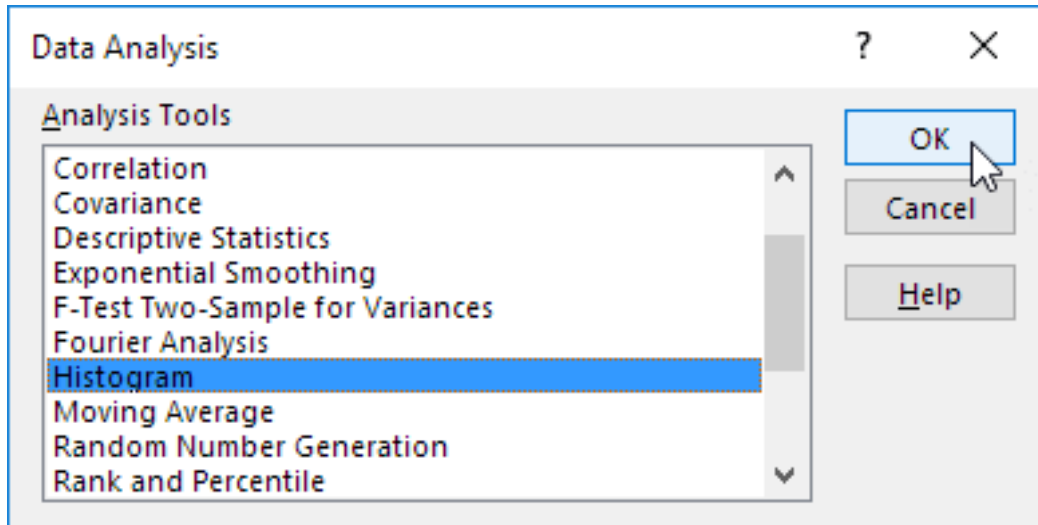 Data Analysis
?
Analysis Tools
Correlation
Covariance
Descriptive Statistics
Exponential Smoothing
F-Test Two-Sample for Variances
Fourier Analysis
Histogram
Moving Average
Random Number Generation
Rank and Percentile
OK
Cancel
Help